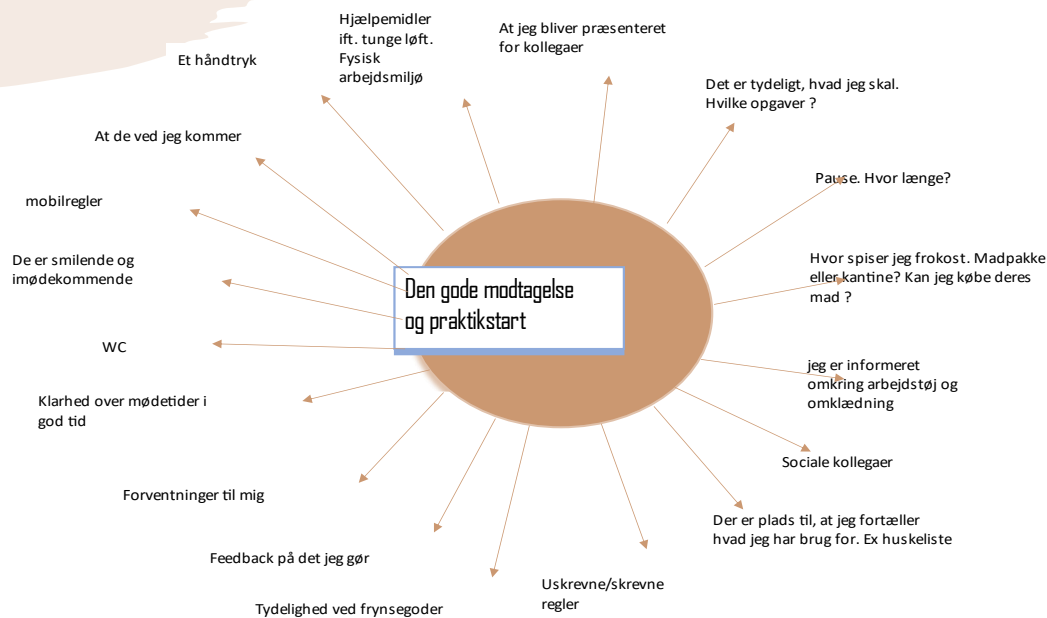 Hjælpemidler
ift. tunge løft.
Fysisk
arbejdsmiljø
At jeg bliver præsenteret
for kollegaer
Et håndtryk
Det er tydeligt, hvad jeg skal.
Hvilke opgaver ?
At de ved jeg kommer
Pause. Hvor længe?
mobilregler
De er smilende og
imødekommende
Hvor spiser jeg frokost. Madpakke
eller kantine? Kan jeg købe deres
mad ?
Den gode modtagelse
og praktikstart
WC
jeg er informeret
omkring arbejdstøj og
omklædning
Klarhed over mødetider i
god tid
Sociale kollegaer
Forventninger til mig
Der er plads til, at jeg fortæller
hvad jeg har brug for. Ex huskeliste
Feedback på det jeg gør
Uskrevne/skrevne
regler
Tydelighed ved frynsegoder